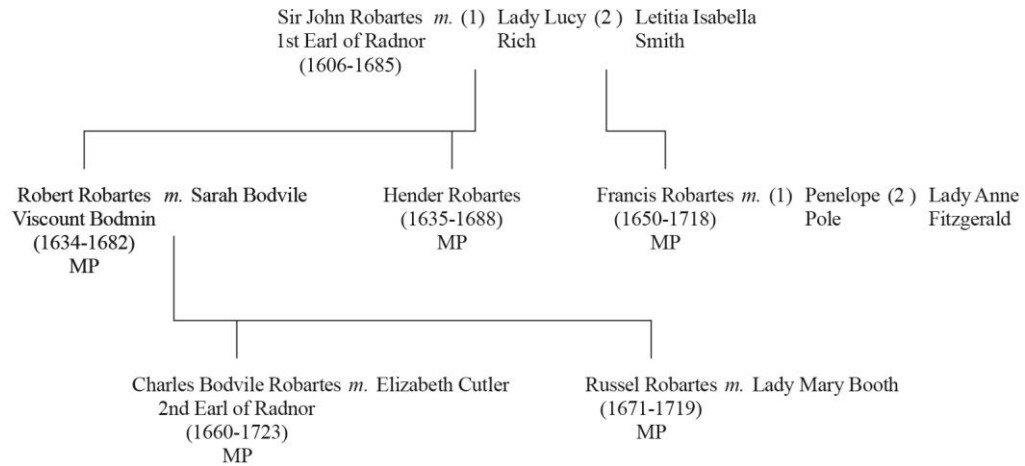 Sir John Robartes m. (1) Lady Lucy (2 ) Letitia Isabella
1st Earl of Radnor Rich Smith
(1606-1685)
Robert Robartes m. Sarah Bodvile Hender Robartes Francis Robartes m. (1) Penelope (2 ) Lady Anne
Viscount Bodmin (1635-1688) (1650-1718) Pole Fitzgerald
(1634-1682) MP MP
MP
Charles Bodvile Robartes m. Elizabeth Cutler Russel Robartes m. Lady Mary Booth
2nd Earl of Radnor (1671-1719)
(1660-1723) MP
MP